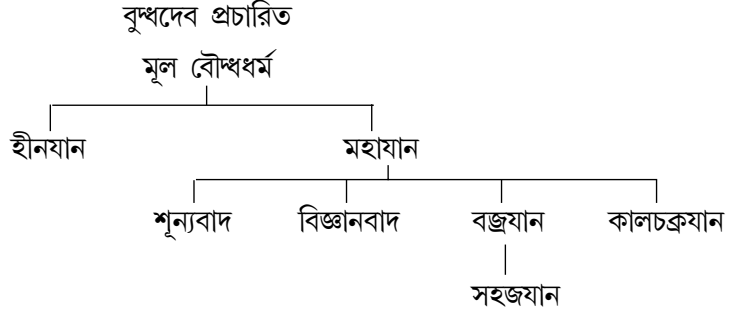 বুদ্ধদেব প্রচারিত
মূল বৌদ্ধধর্ম
হীনযান মহাযান
শূন্যবাদ বিজ্ঞানবাদ বজ্রযান কালচক্রযান
সহজযান